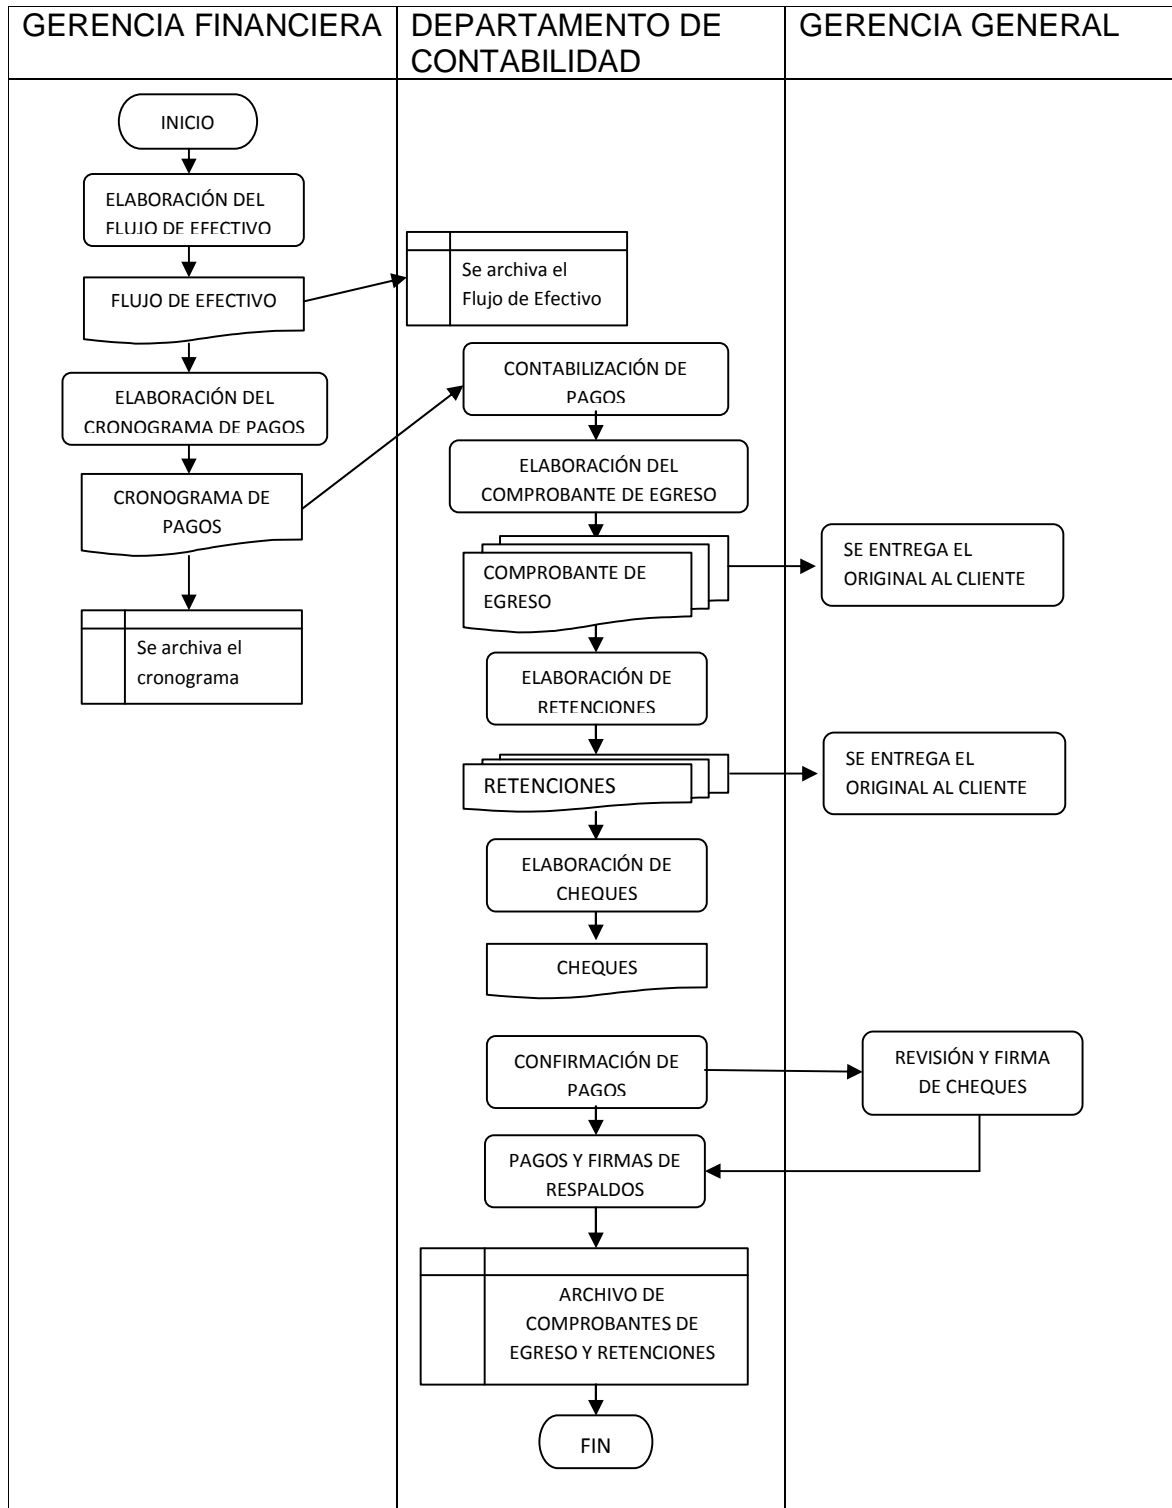 GERENCIA FINANCIERA
DEPARTAMENTO DE
CONTABILIDAD
GERENCIA GENERAL
INICIO
ELABORACIÓN DEL
FLUJO DE EFECTIVO
FLUJO DE EFECTIVO
ELABORACIÓN DEL
CRONOGRAMA DE PAGOS
CRONOGRAMA DE
PAGOS
Se archiva el
cronograma
Se archiva el
Flujo de Efectivo
CONTABILIZACIÓN DE
PAGOS
ELABORACIÓN DEL
COMPROBANTE DE EGRESO
COMPROBANTE DE
EGRESO
ELABORACIÓN DE
RETENCIONES
RETENCIONES
ELABORACIÓN DE
CHEQUES
CHEQUES
CONFIRMACIÓN DE
PAGOS
PAGOS Y FIRMAS DE
RESPALDOS
ARCHIVO DE
COMPROBANTES DE
EGRESO Y RETENCIONES
FIN
SE ENTREGA EL
ORIGINAL AL CLIENTE
SE ENTREGA EL
ORIGINAL AL CLIENTE
REVISIÓN Y FIRMA
DE CHEQUES